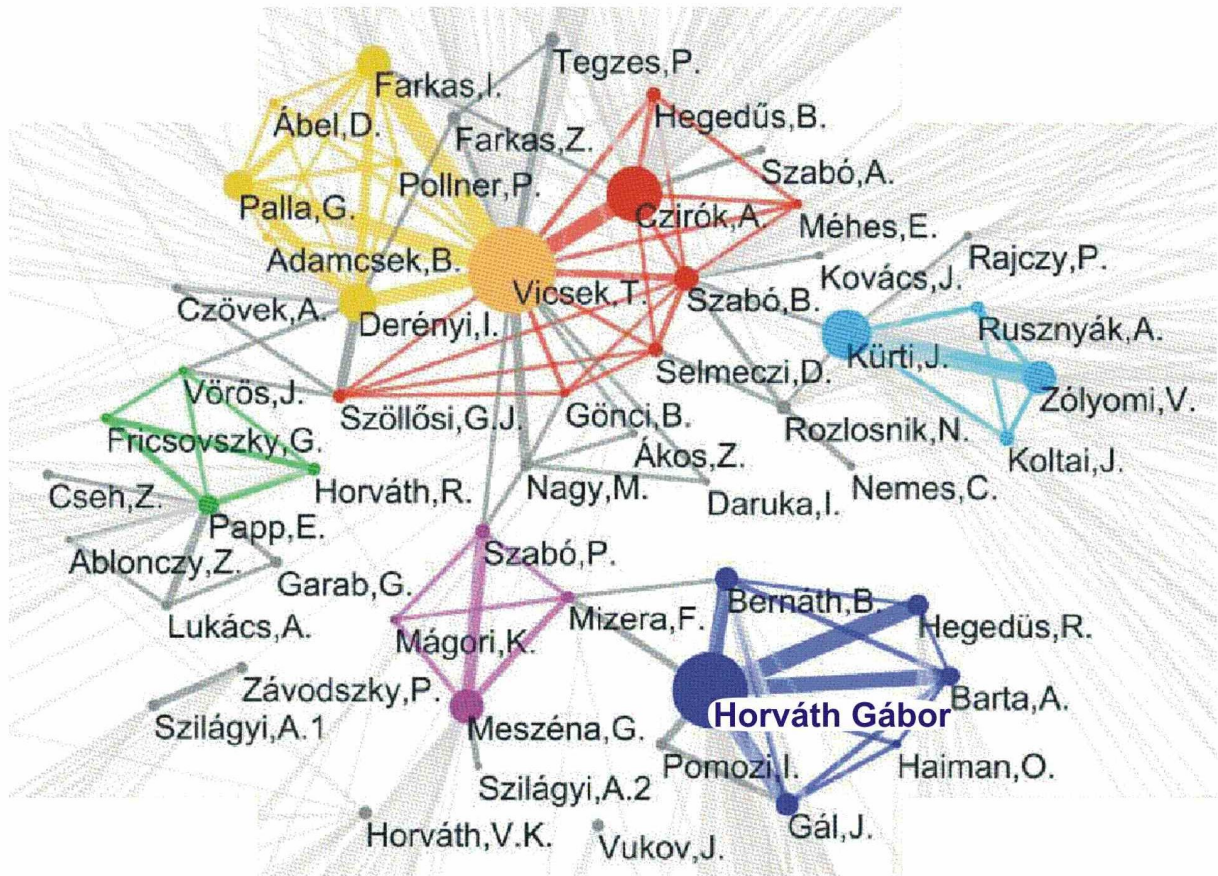 Farkas,I.
Tegzes,P.
Ábel,D.
Farkas,Z.
Hegedűs,B.
Szabó,A.
Palla,G.
Pollner,P.
Czirók,A.
Méhes,E.
Adamcsek,B.
Vicsek,T.
Kovács,J.
Rajczy,P.
Czövek,A.
Derényi,I.
Szabó,B.
Kürti,J.
Rusznyák,A.
Vörös,J.
Szöllősi,G.J.
Gönci,B.
Selmeczi,D.
Zólyomi,V.
Fricsovszky,G.
Ákos,Z.
Rozlosnik,N.
Koltai,J.
Cseh,Z.
Horváth,R.
Nagy,M.
Daruka,I.
Nemes,C.
Papp,E.
Ablonczy,Z.
Garab,G.
Szabó,P.
Lukács,A.
Mágori,K.
Mizera,F.
Bernáth,B.
Hegedüs,R.
Závodszky,P.
Szilágyi,A.1
Meszéna,G.
Horváth Gábor
Barta,A.
Szilágyi,A.2
Pomozi,I.
Haiman,O.
Horváth,V.K.
Vukov,J.
Gál,J.